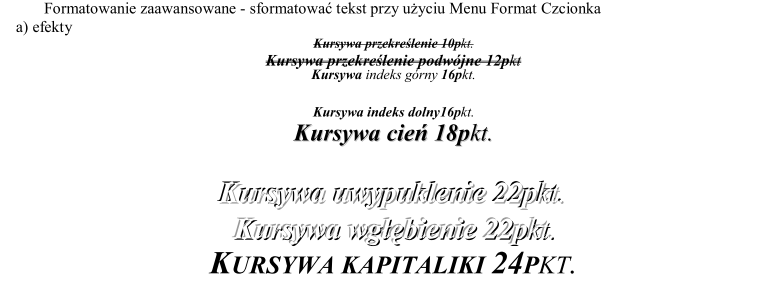 Formatowanie zaawansowane - sformatować tekst przy użyciu Menu Format Czcionka
a) efekty
Kursywa przekreślenie 10pkt.
Kursywa przekreślenie podwójne 12pkt
Kursywa indeks górny 16pkt.
Kursywa indeks dolny16pkt.
Kursywa cień 18pkt.
Kursywa uwypuklenie 22pkt.
Kursywa wgłębienie 22pkt.
KURSYWA KAPITALIKI 24PKT.